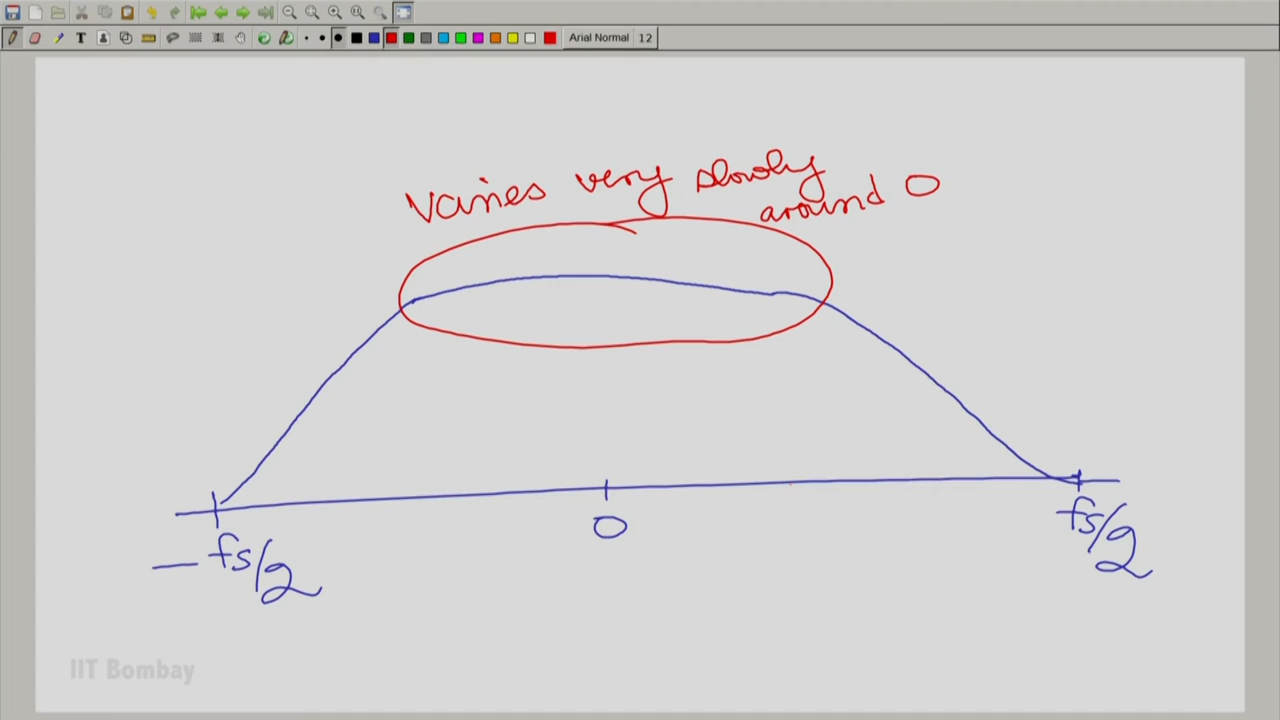 Arial Normal 12
Varies very slowly
around 0
0
-fs/2
fs/2
IIT Bombay